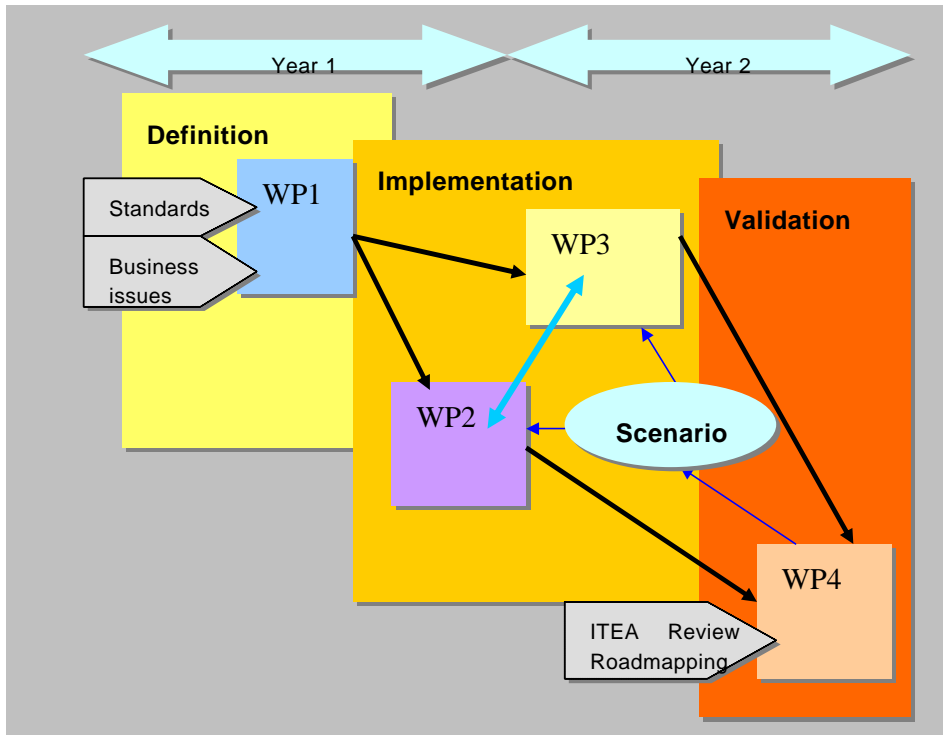 Year 1
Year 2
Definition
WP1
Standards
Business
issues
Implementation
WP3
WP2
Scenario
Validation
WP4
ITEA Review
Roadmapping